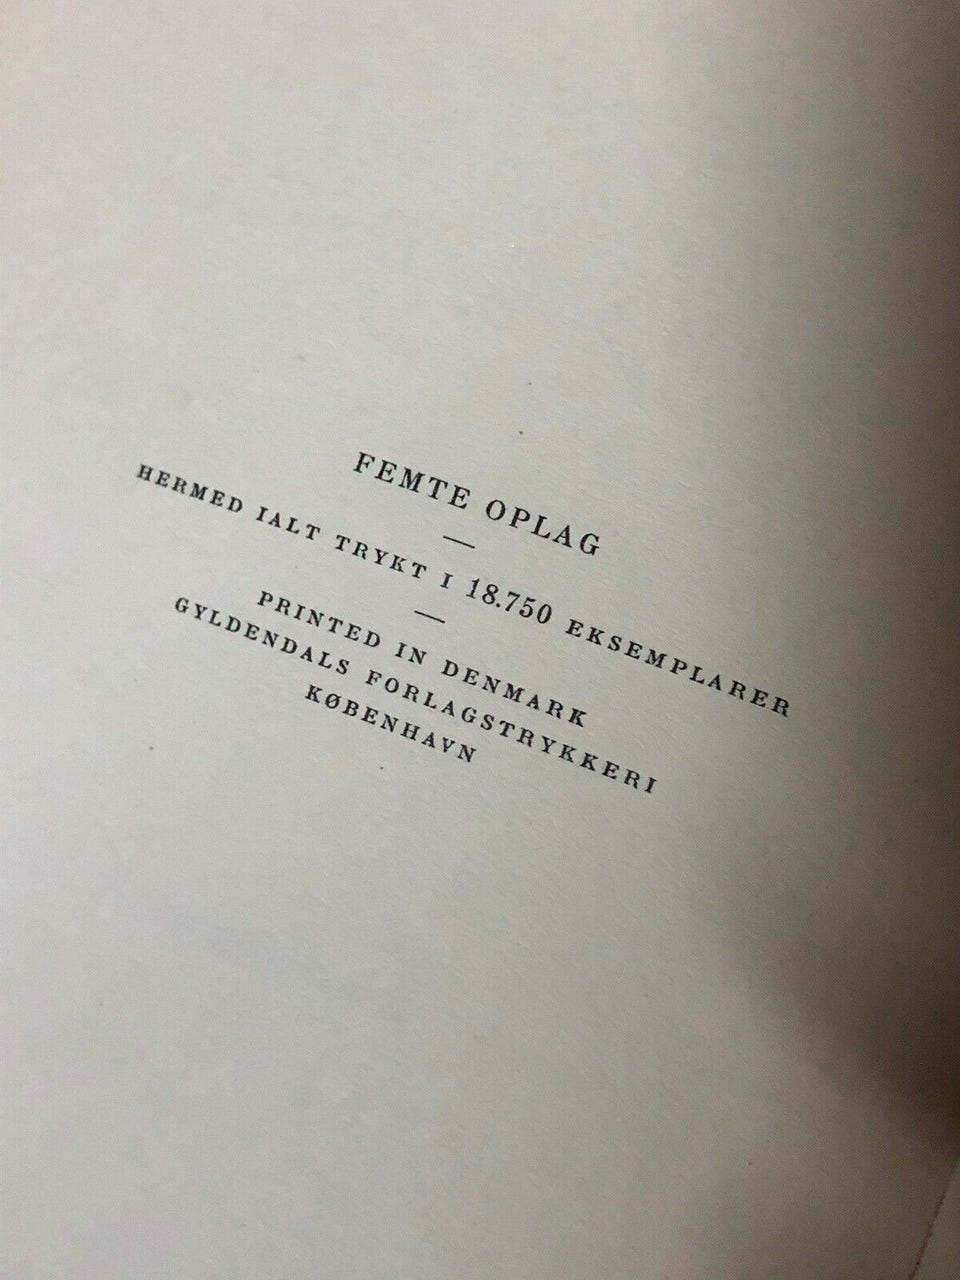 FEMTE OPLAG
—
HERMED IALT TRYKT I 18.750 EKSEMPLARER
—
PRINTED IN DENMARK
GYLDENDALS FORLAGSTRYKKERI
KØBENHAVN